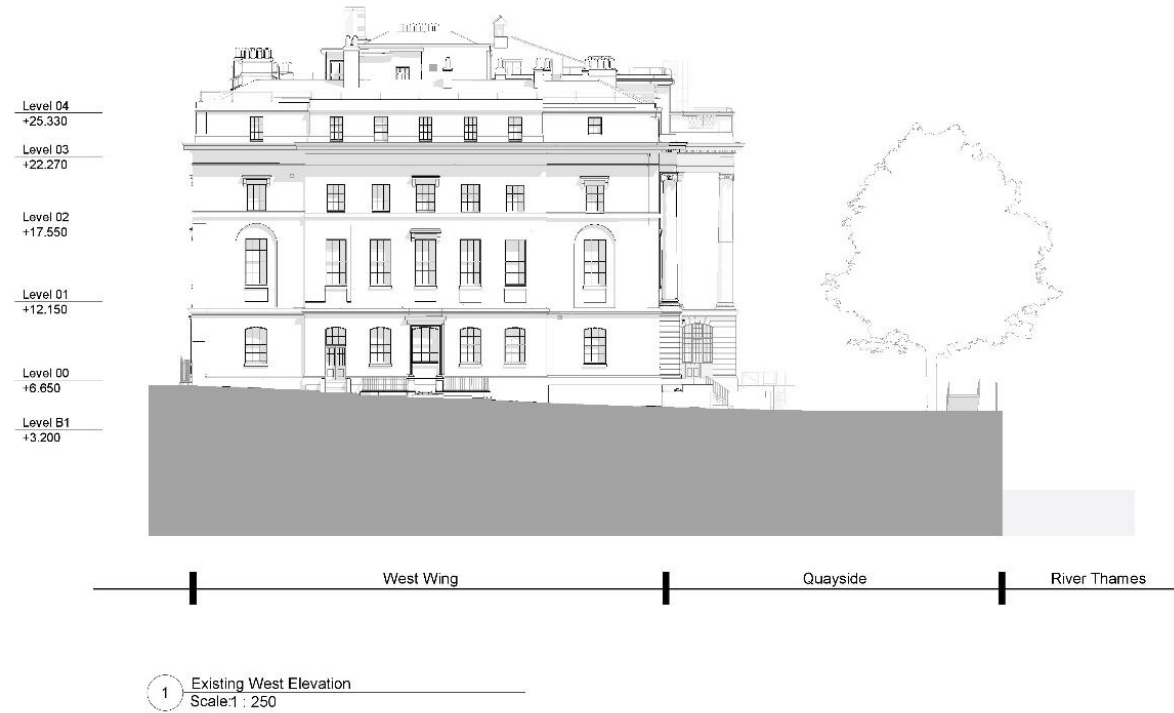 Level 04
+25.330
Level 03
+22.270
Level 02
+17.550
Level 01
+12.150
Level 00
+6.650
Level B1
+3.200
West Wing
Quayside
River Thames
1
Existing West Elevation
Scale:1 : 250